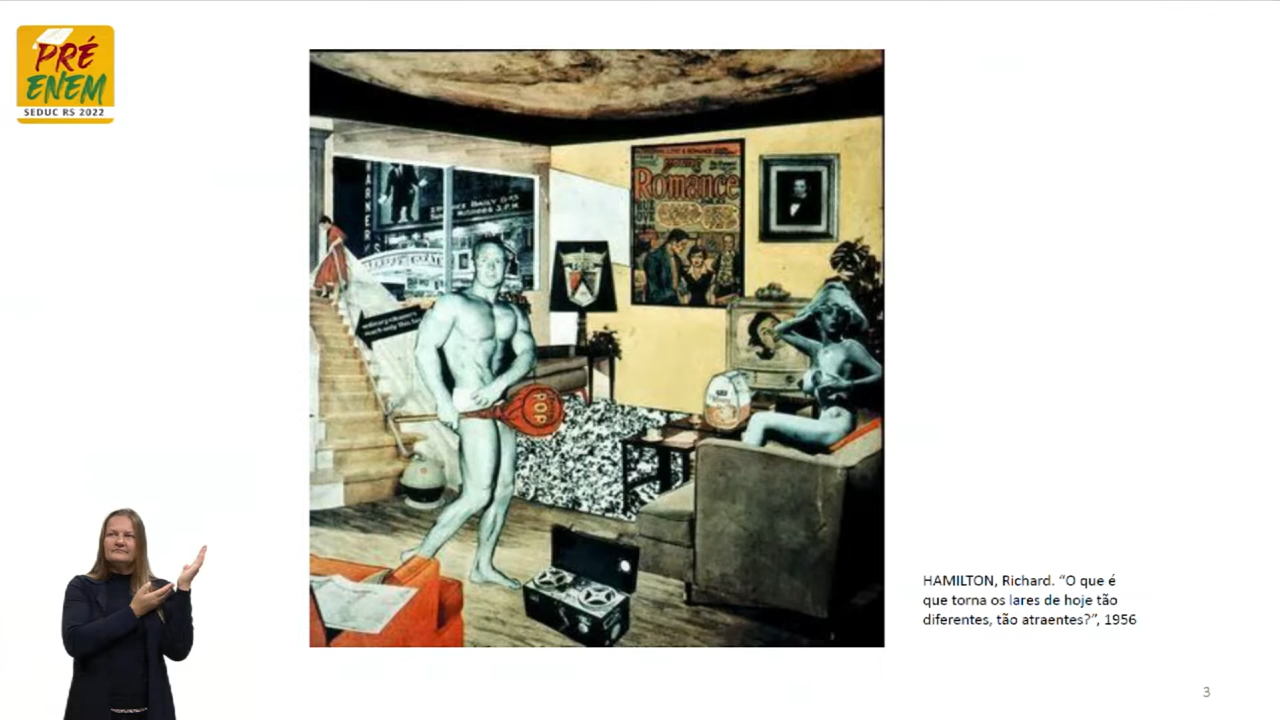 PRÉ
ENEM
SEDUC RS 2022
Young
Romance
POP
HAMILTON, Richard. “O que é
que torna os lares de hoje tão
diferentes, tão atraentes?”, 1956
3